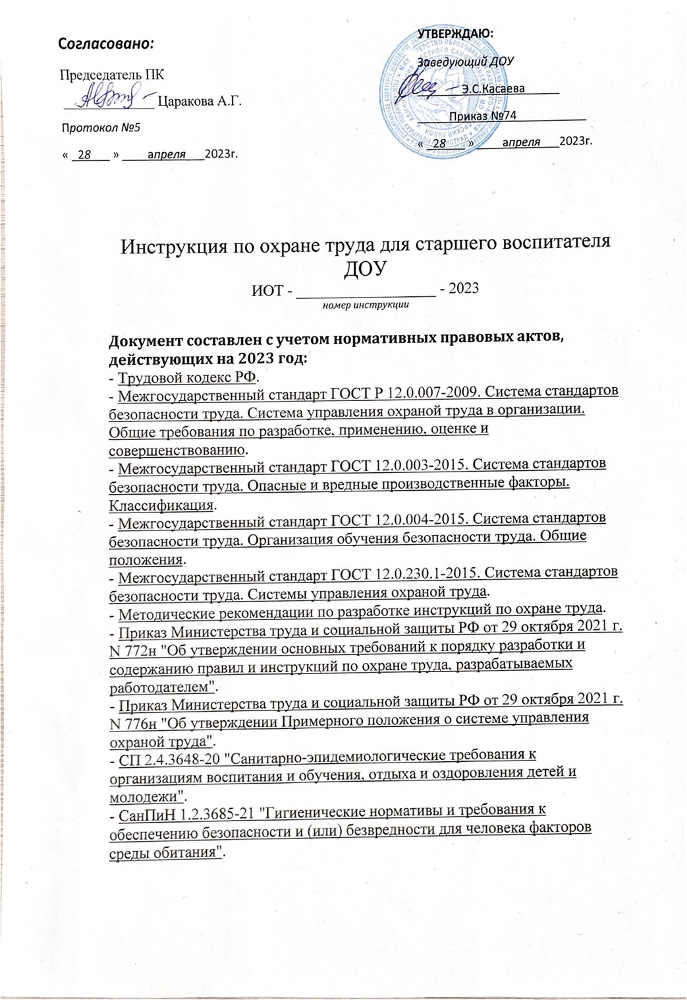 Согласовано:
Председатель ПК
____________ Царакова А.Г.
Протокол №5
« _28___ » ____апреля___2023г.
УТВЕРЖДАЮ:
Заведующий ДОУ
Э.С.Касаева
Приказ №74
« _28___ » ____апреля___2023г.
Инструкция по охране труда для старшего воспитателя
ДОУ
ИОТ - __________________ - 2023
номер инструкции
Документ составлен с учетом нормативных правовых актов,
действующих на 2023 год:
- Трудовой кодекс РФ.
- Межгосударственный стандарт ГОСТ Р 12.0.007-2009. Система стандартов
безопасности труда. Система управления охраной труда в организации.
Общие требования по разработке, применению, оценке и
совершенствованию.
- Межгосударственный стандарт ГОСТ 12.0.003-2015. Система стандартов
безопасности труда. Опасные и вредные производственные факторы.
Классификация.
- Межгосударственный стандарт ГОСТ 12.0.004-2015. Система стандартов
безопасности труда. Организация обучения безопасности труда. Общие
положения.
- Межгосударственный стандарт ГОСТ 12.0.230.1-2015. Система стандартов
безопасности труда. Системы управления охраной труда.
- Методические рекомендации по разработке инструкций по охране труда.
- Приказ Министерства труда и социальной защиты РФ от 29 октября 2021 г.
N 772н "Об утверждении основных требований к порядку разработки и
содержанию правил и инструкций по охране труда, разрабатываемых
работодателем".
- Приказ Министерства труда и социальной защиты РФ от 29 октября 2021 г.
N 776н "Об утверждении Примерного положения о системе управления
охраной труда".
- СП 2.4.3648-20 "Санитарно-эпидемиологические требования к
организациям воспитания и обучения, отдыха и оздоровления детей и
молодежи".
- СанПиН 1.2.3685-21 "Гигиенические нормативы и требования к
обеспечению безопасности и (или) безвредности для человека факторов
среды обитания".